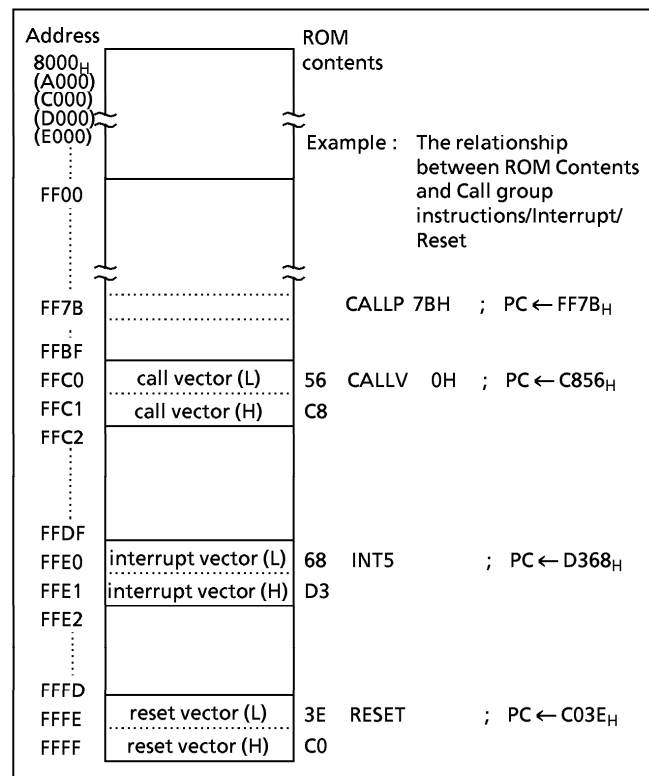 Address ROM
8000H contents
(A000)
(C000)
(D000)
(E000) Example : The relationship
between ROM Contents
FF00 and Call group
instructions/Interrupt/
Reset
FF7B CALLP 7BH ; PC ← FF7BH
FFBF
FFC0 call vector (L) 56 CALLV 0H ; PC ← C856H
FFC1 call vector (H) C8
FFC2
FFDF
FFE0 interrupt vector (L) 68 INT5 ; PC ← D368H
FFE1 interrupt vector (H) D3
FFE2
FFFD
FFFE reset vector (L) 3E RESET ; PC ← C03EH
FFFF reset vector (H) C0